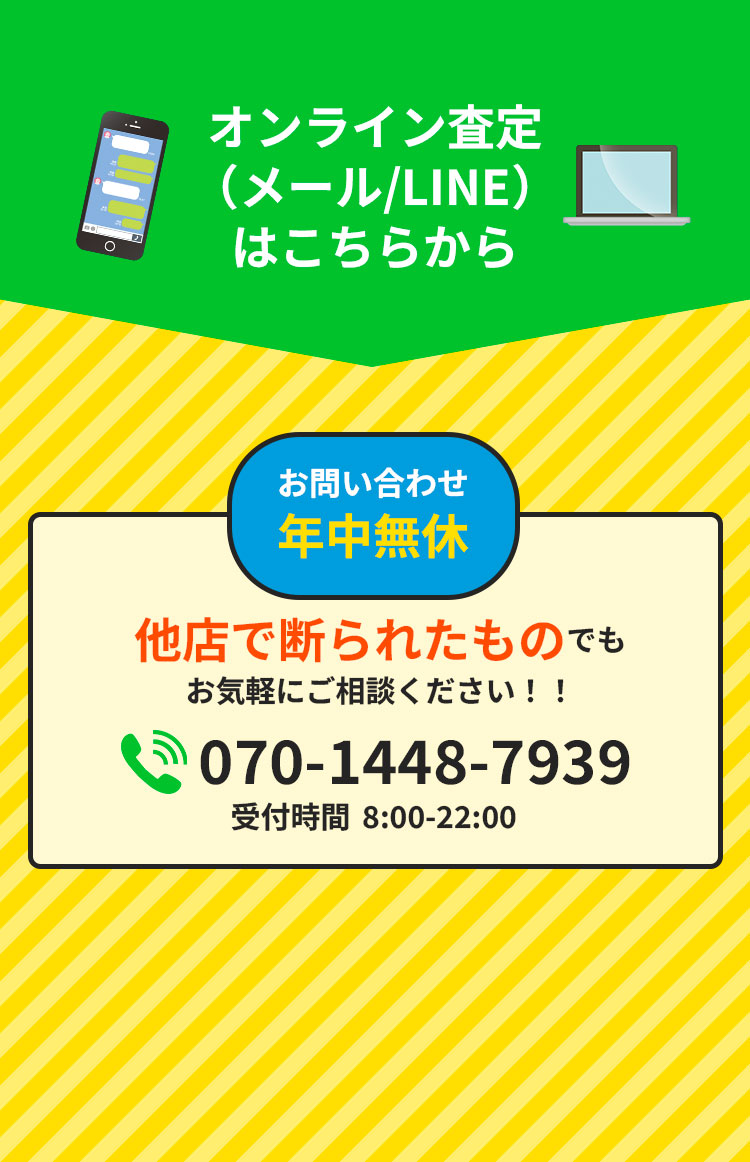 オンライン査定
（メール/LINE）
はこちらから
お問い合わせ
年中無休
他店で断られたものでも
お気軽にご相談ください！！
070-1448-7939
受付時間 8:00-22:00